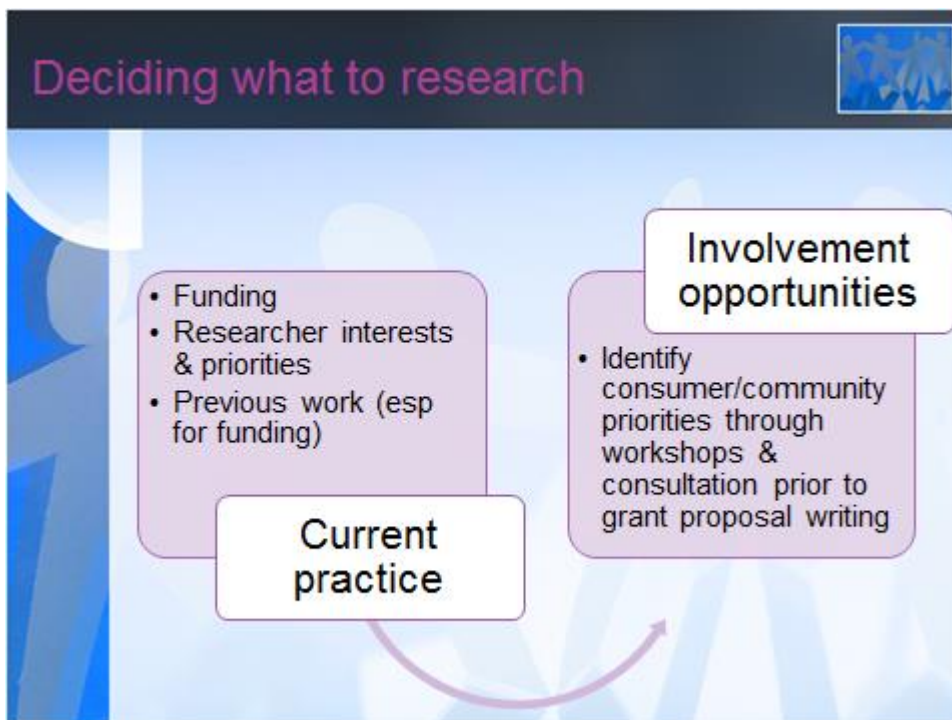 Deciding what to research
• Funding
• Researcher interests
& priorities
• Previous work (esp
for funding)
Current
practice
Involvement
opportunities
• Identify
consumer/community
priorities through
workshops &
consultation prior to
grant proposal writing